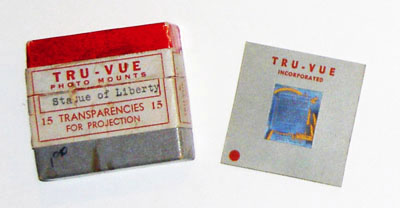 TRU-VUE
PHOTO MOUNTS
Statue of Liberty
15 TRANSPARENCIES 15
FOR PROJECTION
TRU-VUE
INCORPORATED